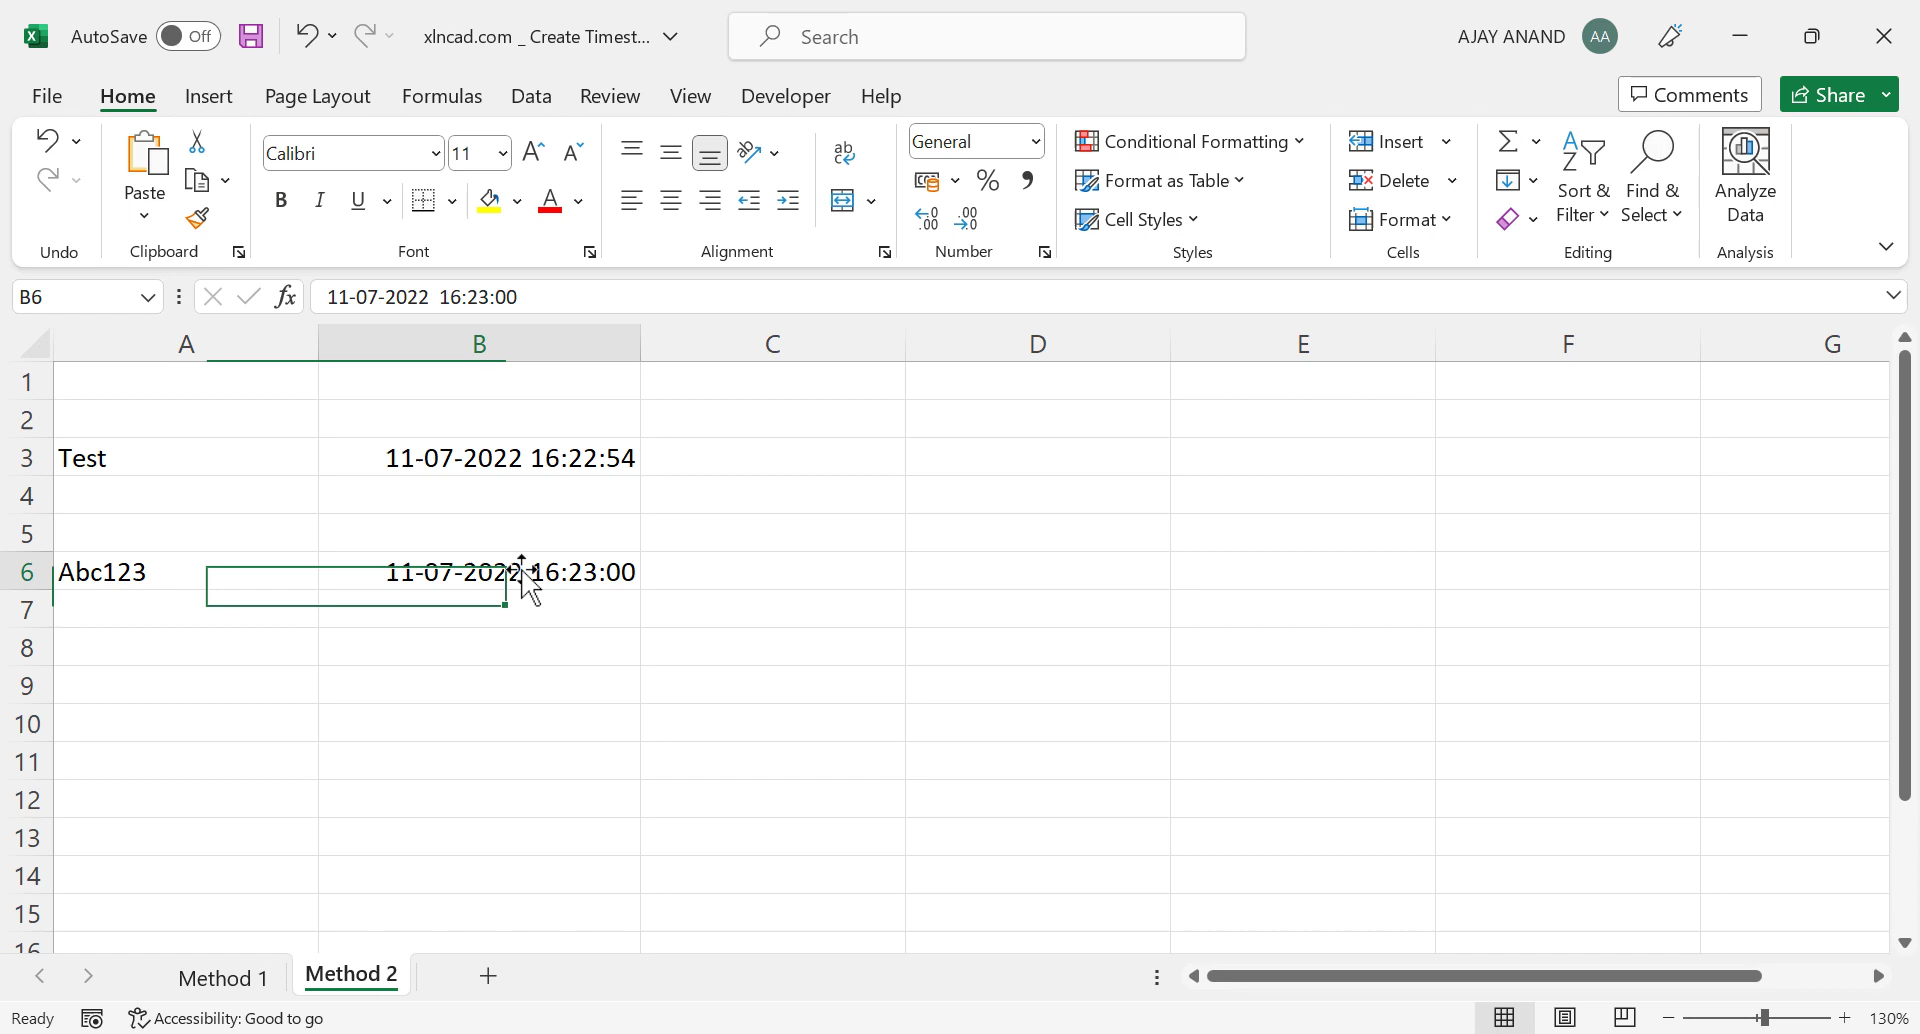 AutoSave Off xlncad.com _ Create Timest... Search AJAY ANAND AA
File Home Insert Page Layout Formulas Data Review View Developer Help Comments Share
Paste Calibri 11 General Conditional Formatting Format as Table Cell Styles Insert Delete Format Sort & Filter Find & Select Analyze Data
Undo Clipboard Font Alignment Number Styles Cells Editing Analysis
B6 fx 11-07-2022 16:23:00
A B C D E F G
1
2
3 Test 11-07-2022 16:22:54
4
5
6 Abc123 11-07-2022 16:23:00
7
8
9
10
11
12
13
14
15
16
Method 1 Method 2
Ready Accessibility: Good to go 130%